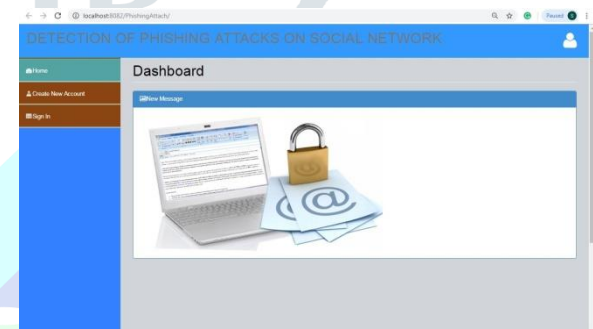 localhost:8082/PhishingAttach/
Paused
DETECTION OF PHISHING ATTACKS ON SOCIAL NETWORK
Home
Create New Account
Sign In
Dashboard
New Message